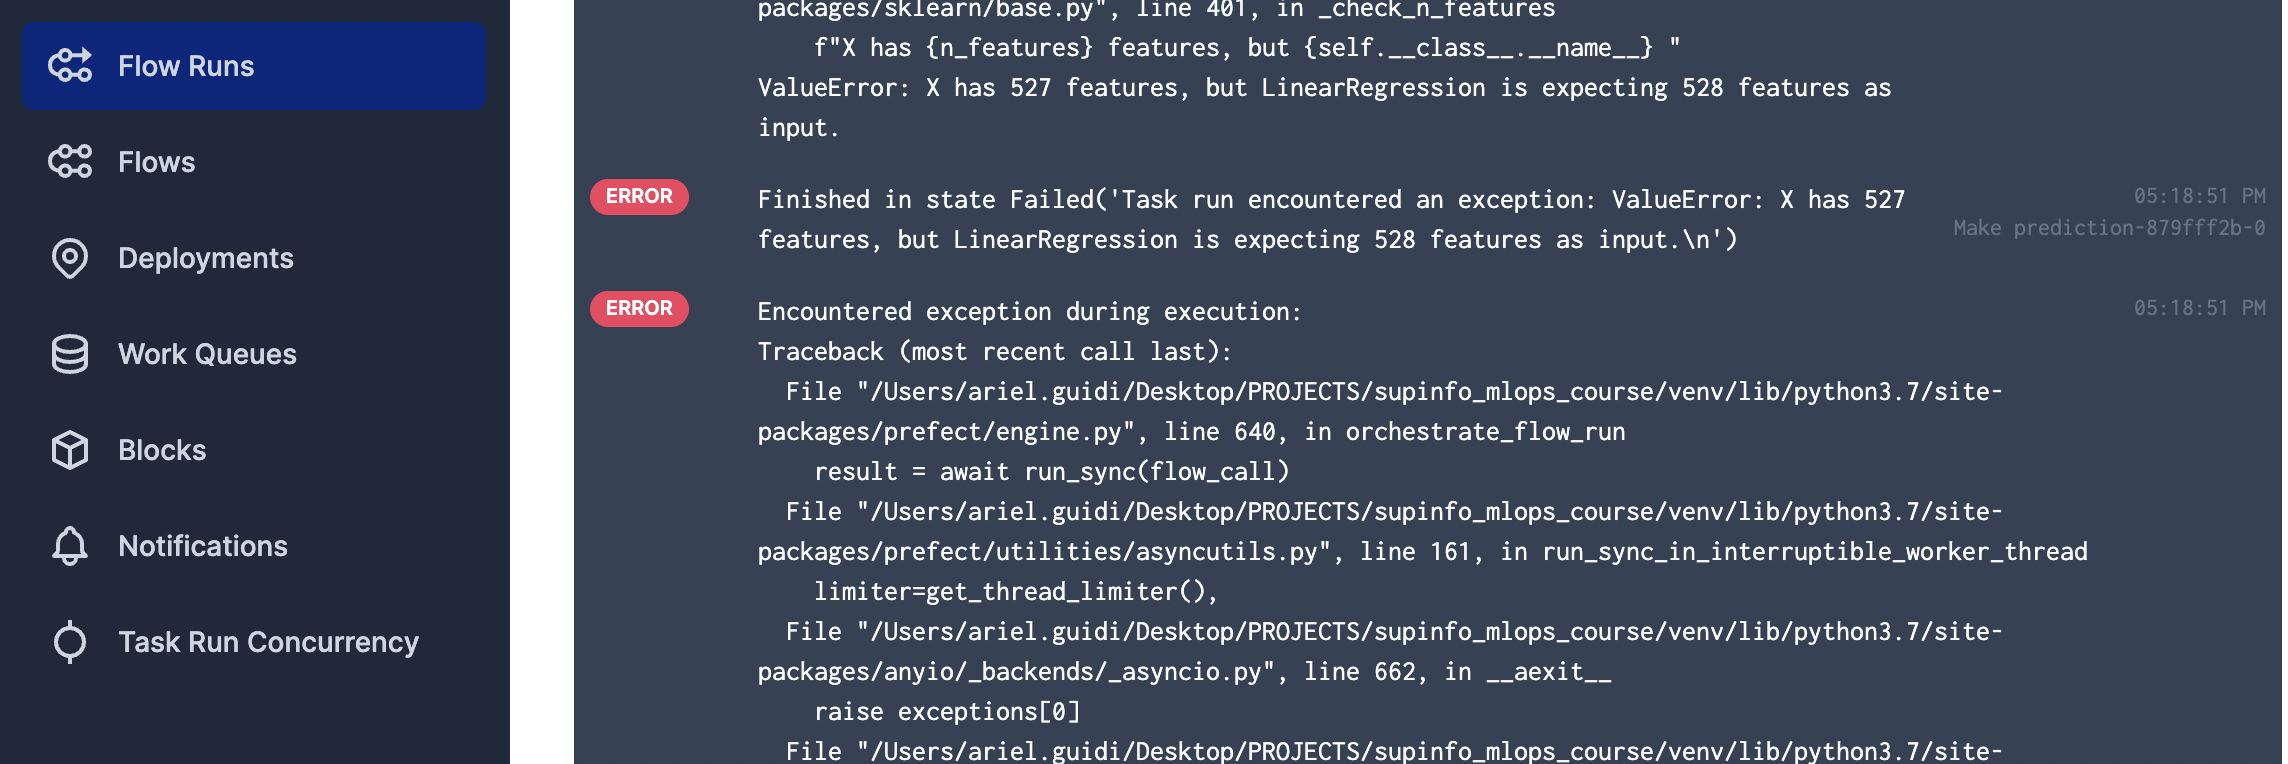 Flow Runs
Flows
Deployments
Work Queues
Blocks
Notifications
Task Run Concurrency
packages/sklearn/base.py", line 401, in _check_n_features
    f"X has {n_features} features, but {self.__class__.__name__} "
ValueError: X has 527 features, but LinearRegression is expecting 528 features as
input.
ERROR
Finished in state Failed('Task run encountered an exception: ValueError: X has 527
features, but LinearRegression is expecting 528 features as input.\n')
05:18:51 PM
Make prediction-879fff2b-0
ERROR
Encountered exception during execution:
05:18:51 PM
Traceback (most recent call last):
  File "/Users/ariel.guidi/Desktop/PROJECTS/supinfo_mlops_course/venv/lib/python3.7/site-
packages/prefect/engine.py", line 640, in orchestrate_flow_run
    result = await run_sync(flow_call)
  File "/Users/ariel.guidi/Desktop/PROJECTS/supinfo_mlops_course/venv/lib/python3.7/site-
packages/prefect/utilities/asyncutils.py", line 161, in run_sync_in_interruptible_worker_thread
    limiter=get_thread_limiter(),
  File "/Users/ariel.guidi/Desktop/PROJECTS/supinfo_mlops_course/venv/lib/python3.7/site-
packages/anyio/_backends/_asyncio.py", line 662, in __aexit__
    raise exceptions[0]
  File "/Users/ariel.guidi/Desktop/PROJECTS/supinfo_mlops_course/venv/lib/python3.7/site-